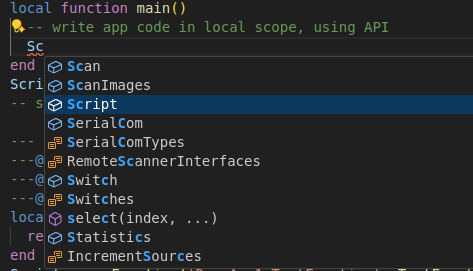 local function main()
-- write app code in local scope, using API
Sc
end
Scri
-- s
---
---@
---@
loca
re
end
Scan
ScanImages
Script
SerialCom
SerialComTypes
RemoteScannerInterfaces
Switch
Switches
select(index, ...)
Statistics
IncrementSources